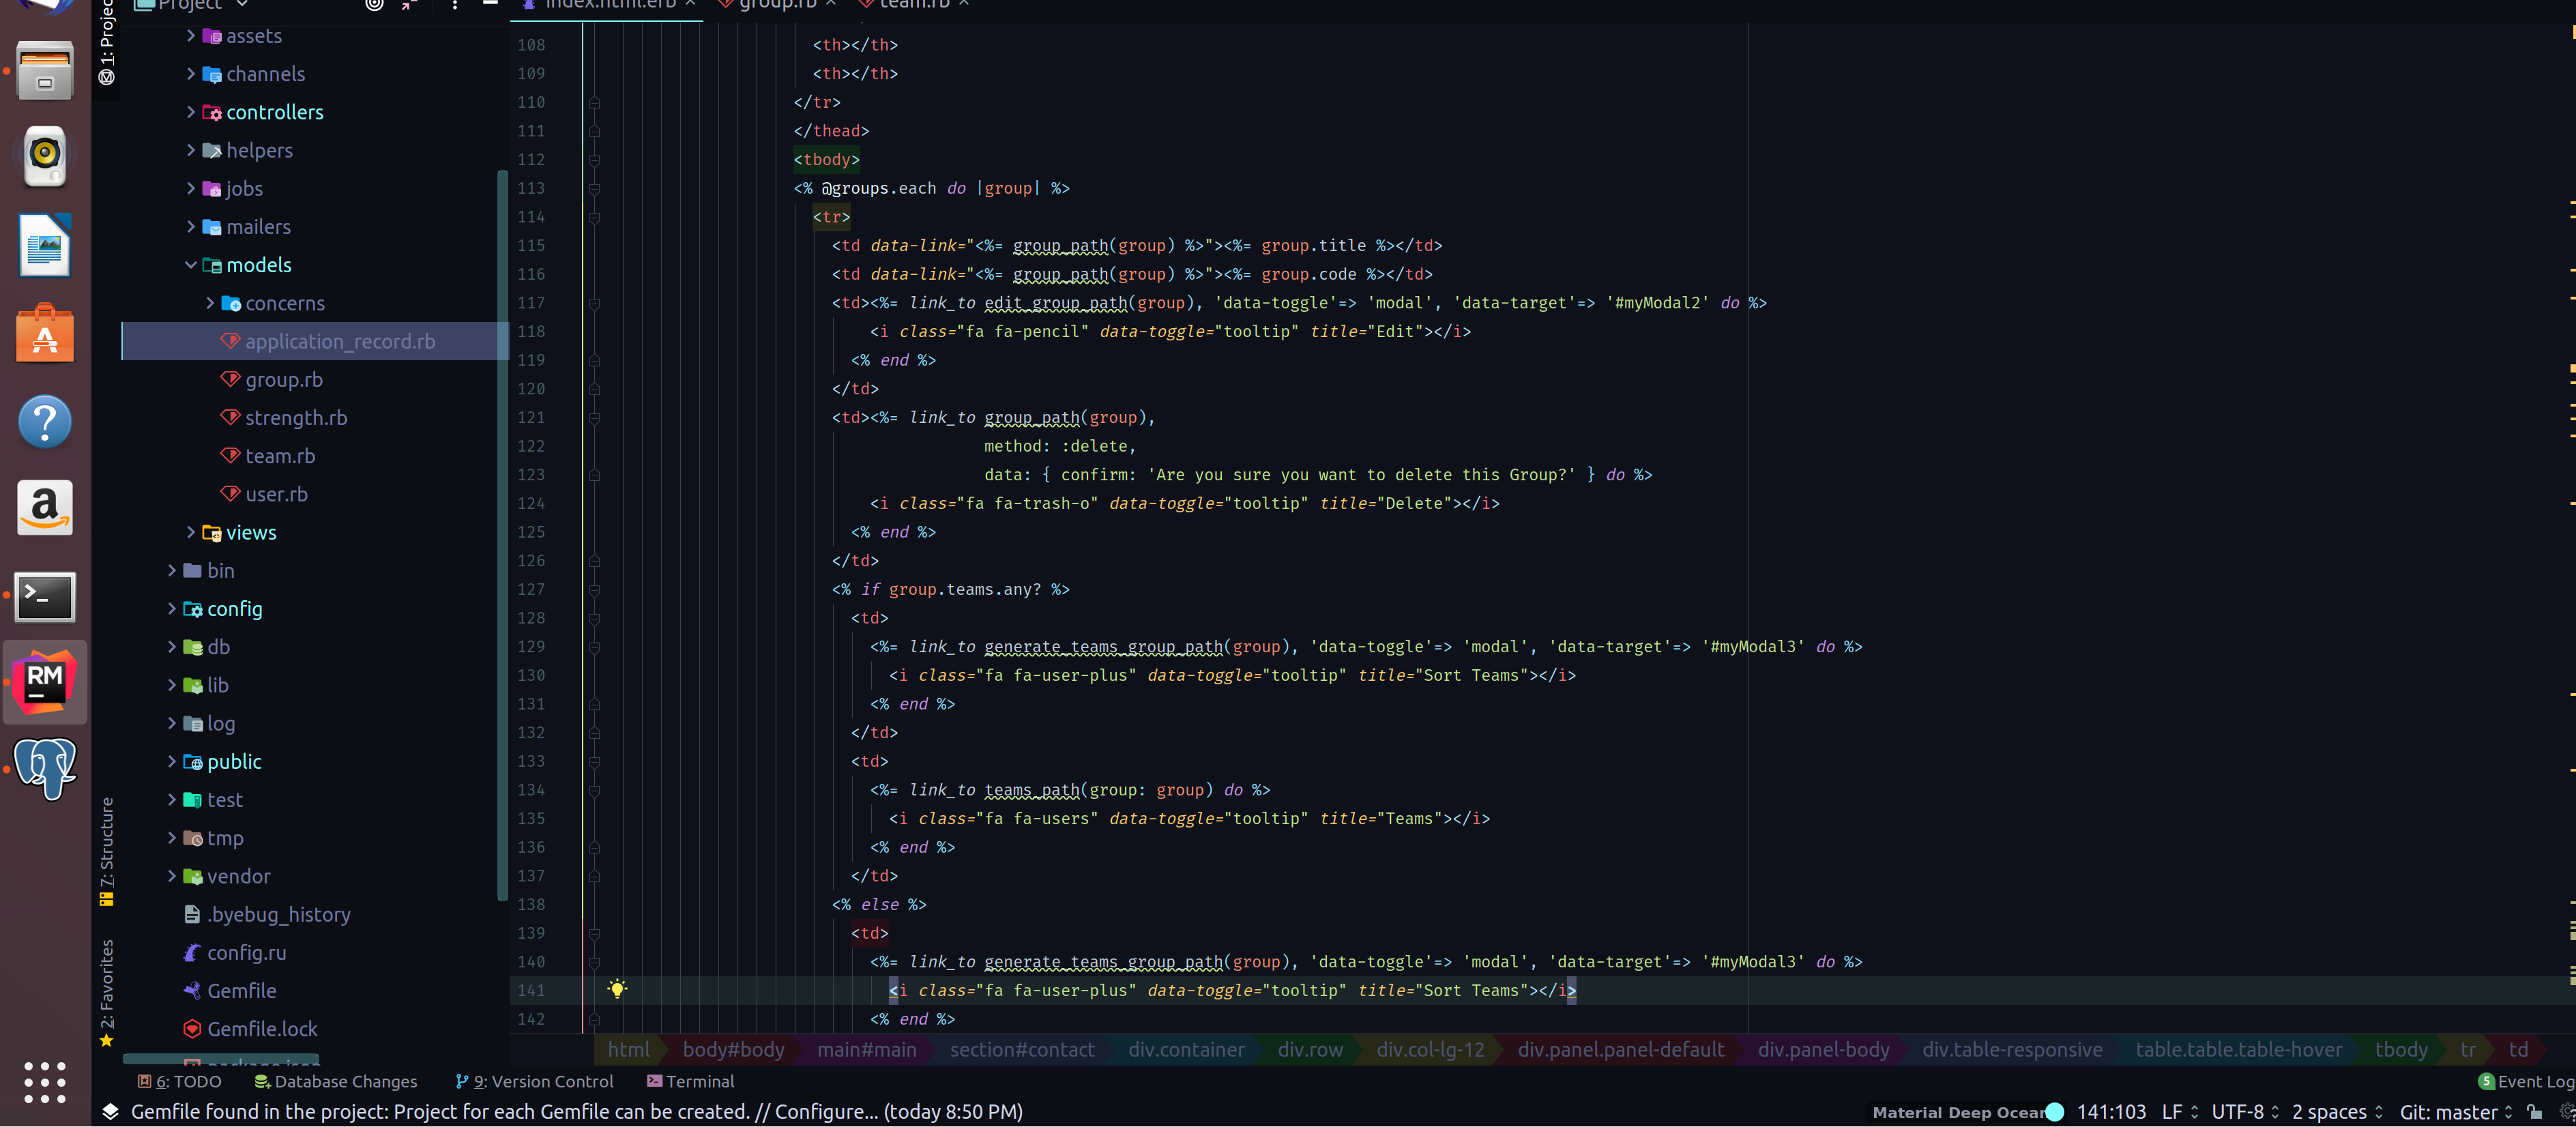 Project
index.html.erb
group.rb
team.rb
1: Project
assets
channels
controllers
helpers
jobs
mailers
models
concerns
application_record.rb
group.rb
strength.rb
team.rb
user.rb
views
bin
config
db
lib
log
public
test
tmp
vendor
.byebug_history
config.ru
Gemfile
Gemfile.lock
package.json
7: Structure
2: Favorites
108 <th></th>
109 <th></th>
110 </tr>
111 </thead>
112 <tbody>
113 <% @groups.each do |group| %>
114 <tr>
115 <td data-link="<%= group_path(group) %>"><%= group.title %></td>
116 <td data-link="<%= group_path(group) %>"><%= group.code %></td>
117 <td><%= link_to edit_group_path(group), 'data-toggle'=> 'modal', 'data-target'=> '#myModal2' do %>
118 <i class="fa fa-pencil" data-toggle="tooltip" title="Edit"></i>
119 <% end %>
120 </td>
121 <td><%= link_to group_path(group),
122 method: :delete,
123 data: { confirm: 'Are you sure you want to delete this Group?' } do %>
124 <i class="fa fa-trash-o" data-toggle="tooltip" title="Delete"></i>
125 <% end %>
126 </td>
127 <% if group.teams.any? %>
128 <td>
129 <%= link_to generate_teams_group_path(group), 'data-toggle'=> 'modal', 'data-target'=> '#myModal3' do %>
130 <i class="fa fa-user-plus" data-toggle="tooltip" title="Sort Teams"></i>
131 <% end %>
132 </td>
133 <td>
134 <%= link_to teams_path(group: group) do %>
135 <i class="fa fa-users" data-toggle="tooltip" title="Teams"></i>
136 <% end %>
137 </td>
138 <% else %>
139 <td>
140 <%= link_to generate_teams_group_path(group), 'data-toggle'=> 'modal', 'data-target'=> '#myModal3' do %>
141 <i class="fa fa-user-plus" data-toggle="tooltip" title="Sort Teams"></i>
142 <% end %>
html body#body main#main section#contact div.container div.row div.col-lg-12 div.panel.panel-default div.panel-body div.table-responsive table.table.table-hover tbody tr td
6: TODO Database Changes 9: Version Control Terminal 5 Event Log
Gemfile found in the project: Project for each Gemfile can be created. // Configure... (today 8:50 PM) Material Deep Ocean 141:103 LF UTF-8 2 spaces Git: master
RM